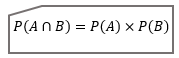 P(A ∩ B) = P(A) × P(B)